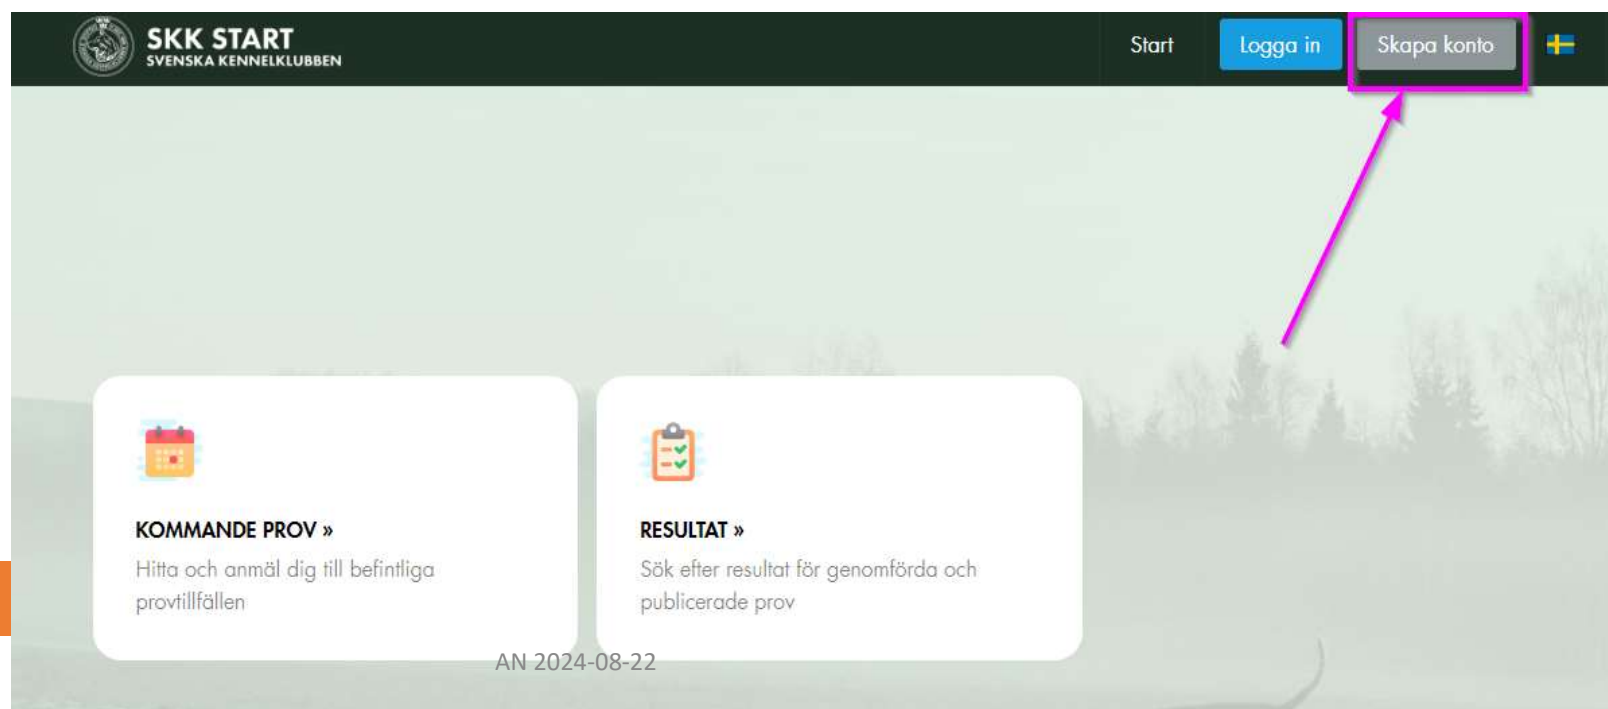 SKK START
SVENSKA KENNELKLUBBEN
Start
Logga in
Skapa konto
KOMMANDE PROV »
Hitta och anmäl dig till befintliga
provtillfällen
RESULTAT »
Sök efter resultat för genomförda och
publicerade prov
AN 2024-08-22